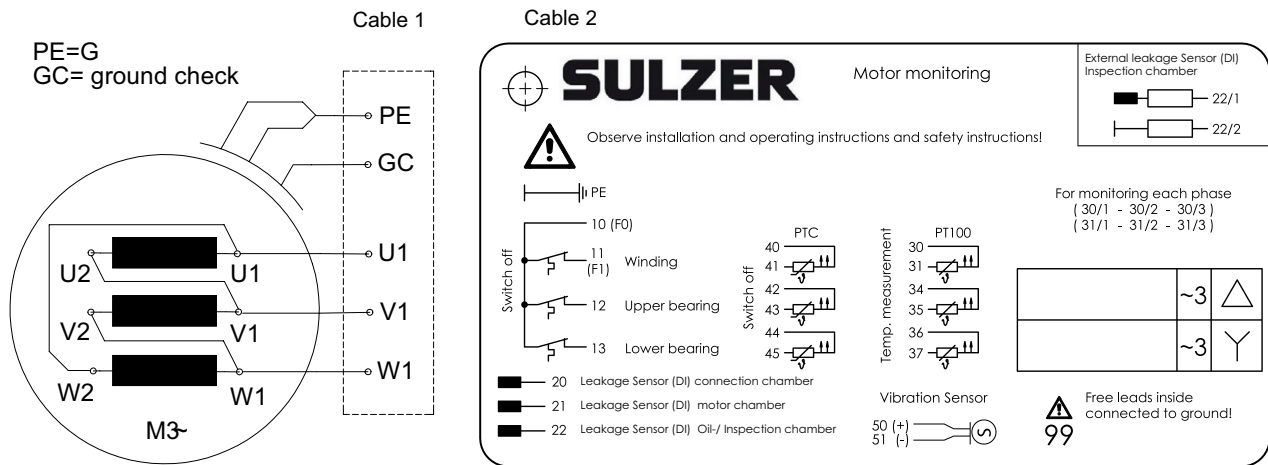 Cable 1
PE=G
GC= ground check
PE
GC
U2
U1
U1
V2
V1
V1
W2
W1
W1
M3~
Cable 2
SULZER
Motor monitoring
External leakage Sensor (DI)
Inspection chamber
22/1
22/2
Observe installation and operating instructions and safety instructions!
PE
For monitoring each phase
( 30/1 - 30/2 - 30/3 )
( 31/1 - 31/2 - 31/3 )
Switch off
10 (F0)
11
(F1)
Winding
12
Upper bearing
13
Lower bearing
Switch off
PTC
40
41
42
43
44
45
Temp. measurement
PT100
30
31
34
35
36
37
~3
~3
20 Leakage Sensor (DI) connection chamber
21 Leakage Sensor (DI) motor chamber
22 Leakage Sensor (DI) Oil-/ Inspection chamber
Vibration Sensor
50 (+)
51 (-)
S
Free leads inside
connected to ground!
99